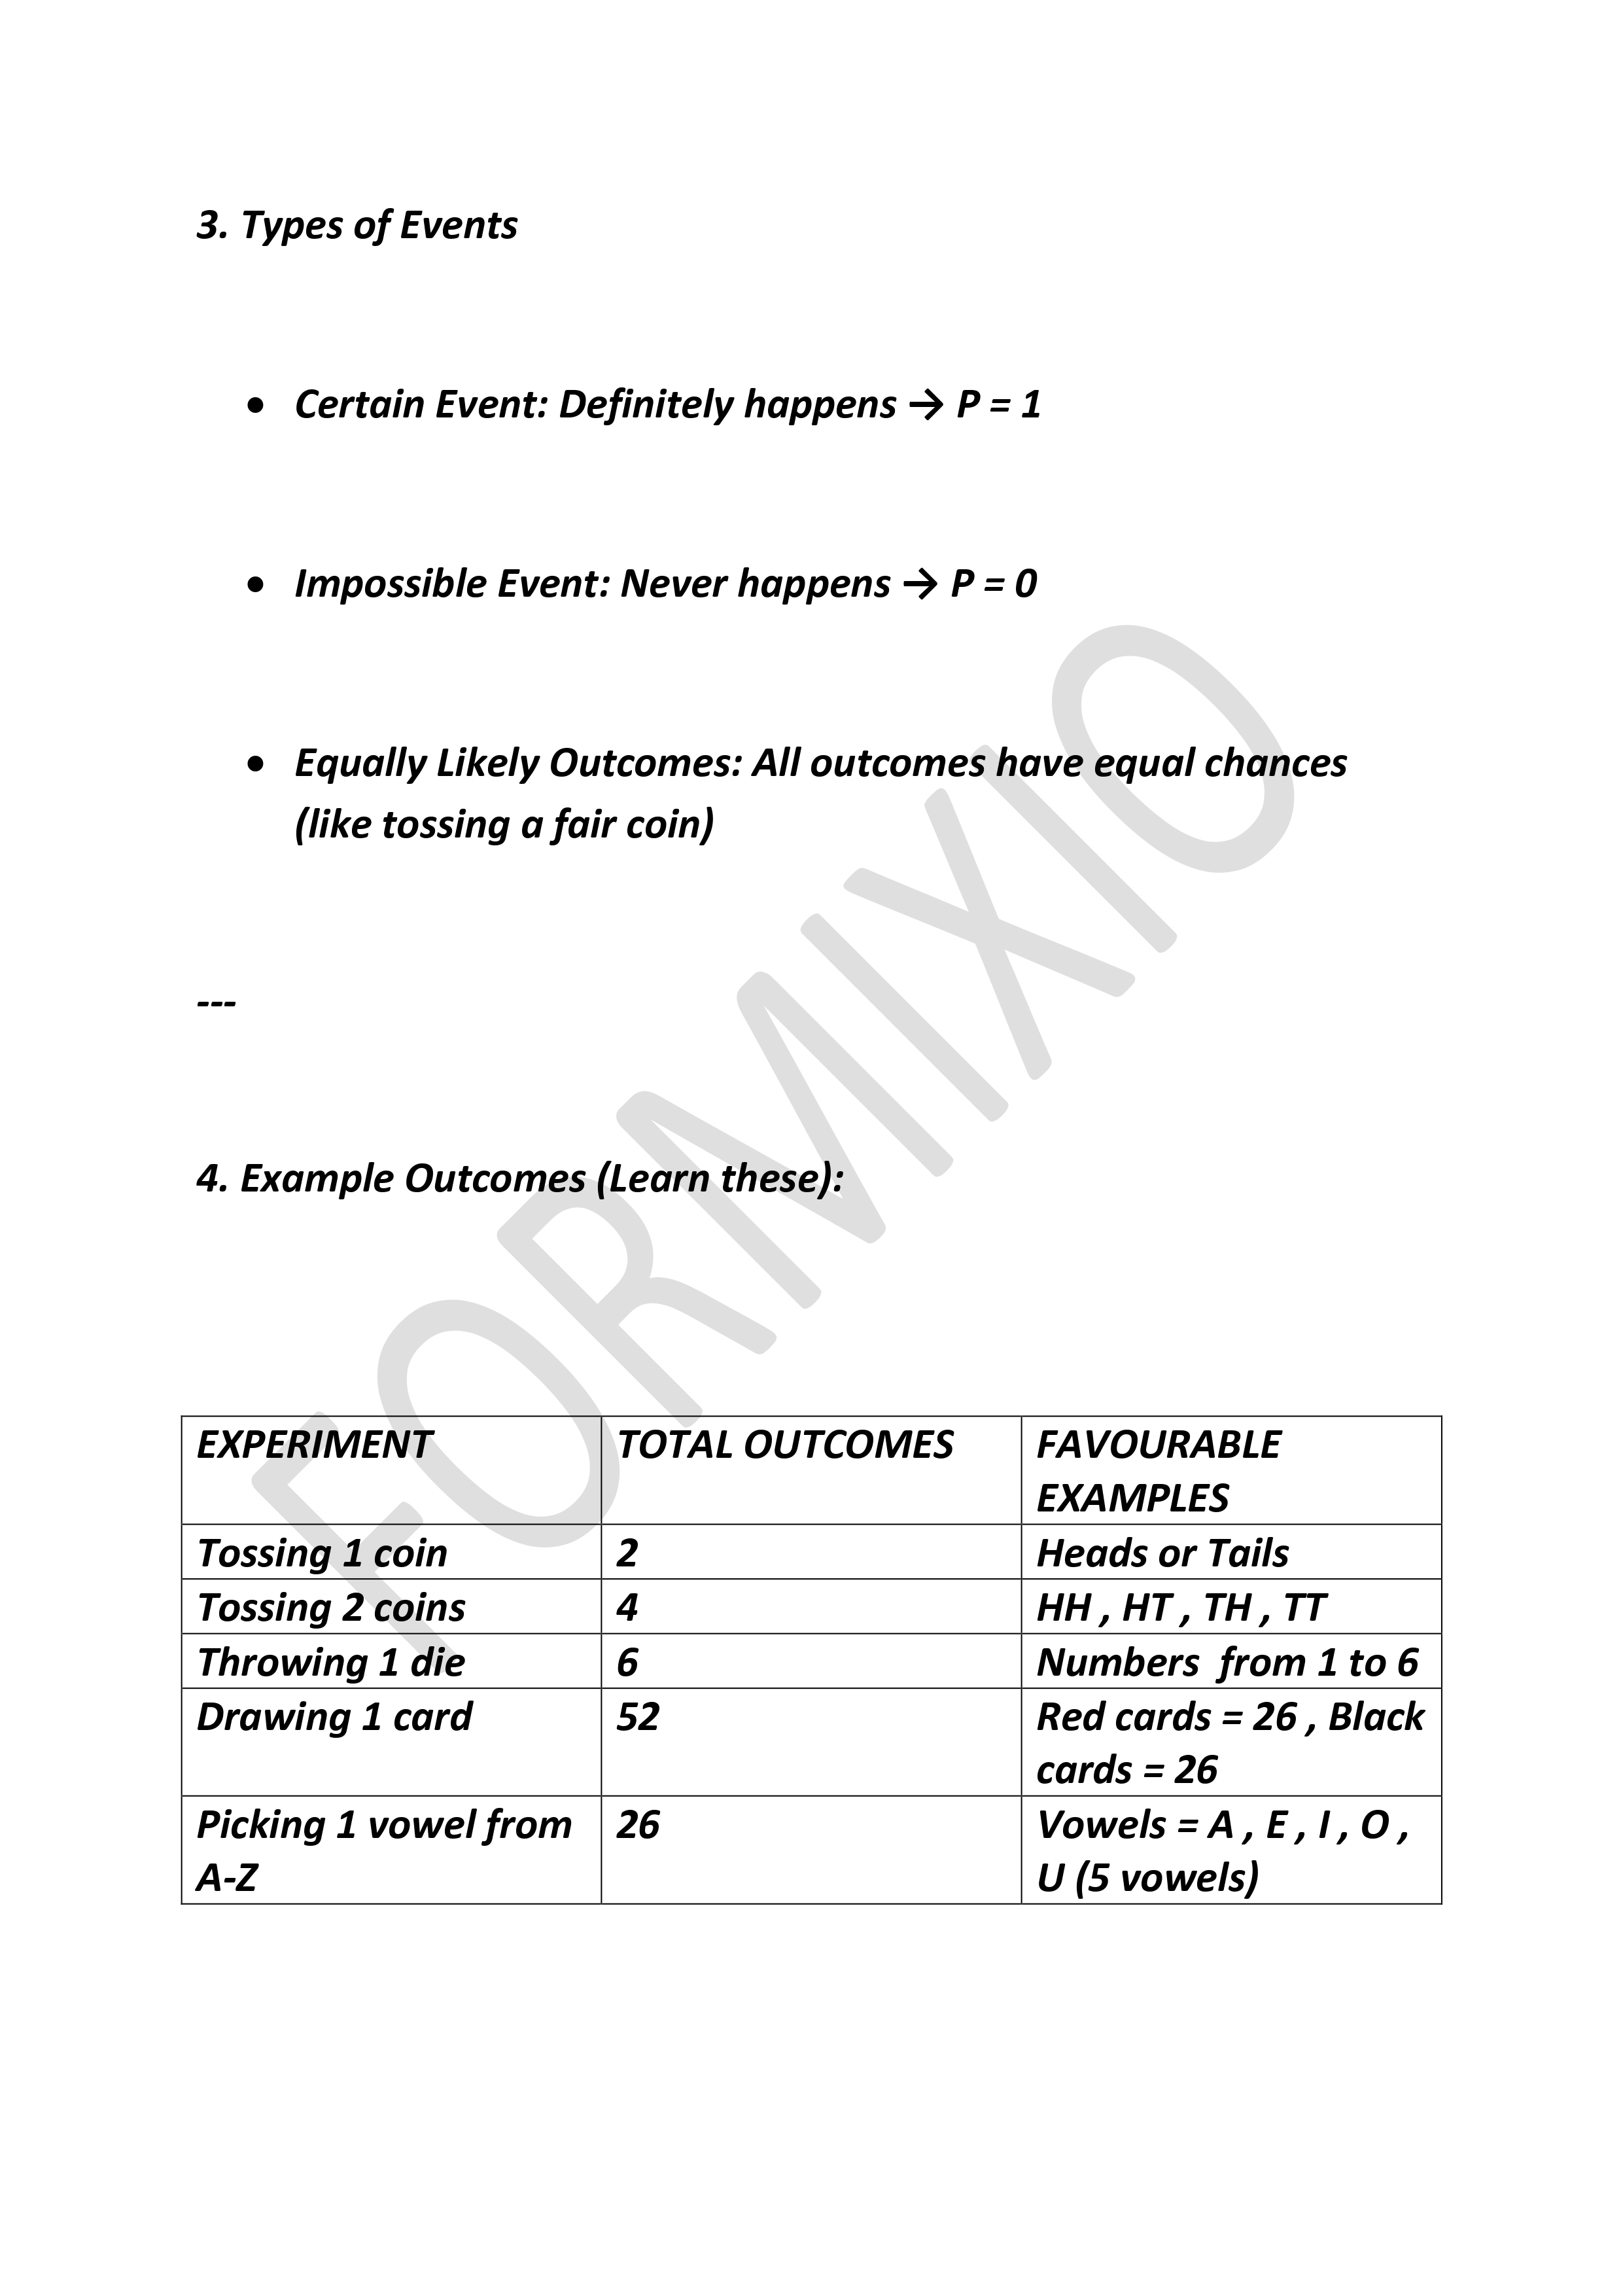 3. Types of Events
• Certain Event: Definitely happens → P = 1
• Impossible Event: Never happens → P = 0
• Equally Likely Outcomes: All outcomes have equal chances
(like tossing a fair coin)
---
4. Example Outcomes (Learn these):
EXPERIMENT TOTAL OUTCOMES FAVOURABLE
EXAMPLES
Tossing 1 coin 2 Heads or Tails
Tossing 2 coins 4 HH , HT , TH , TT
Throwing 1 die 6 Numbers  from 1 to 6
Drawing 1 card 52 Red cards = 26 , Black
cards = 26
Picking 1 vowel from 26 Vowels = A , E , I , O ,
A-Z U (5 vowels)
FORMIXIO